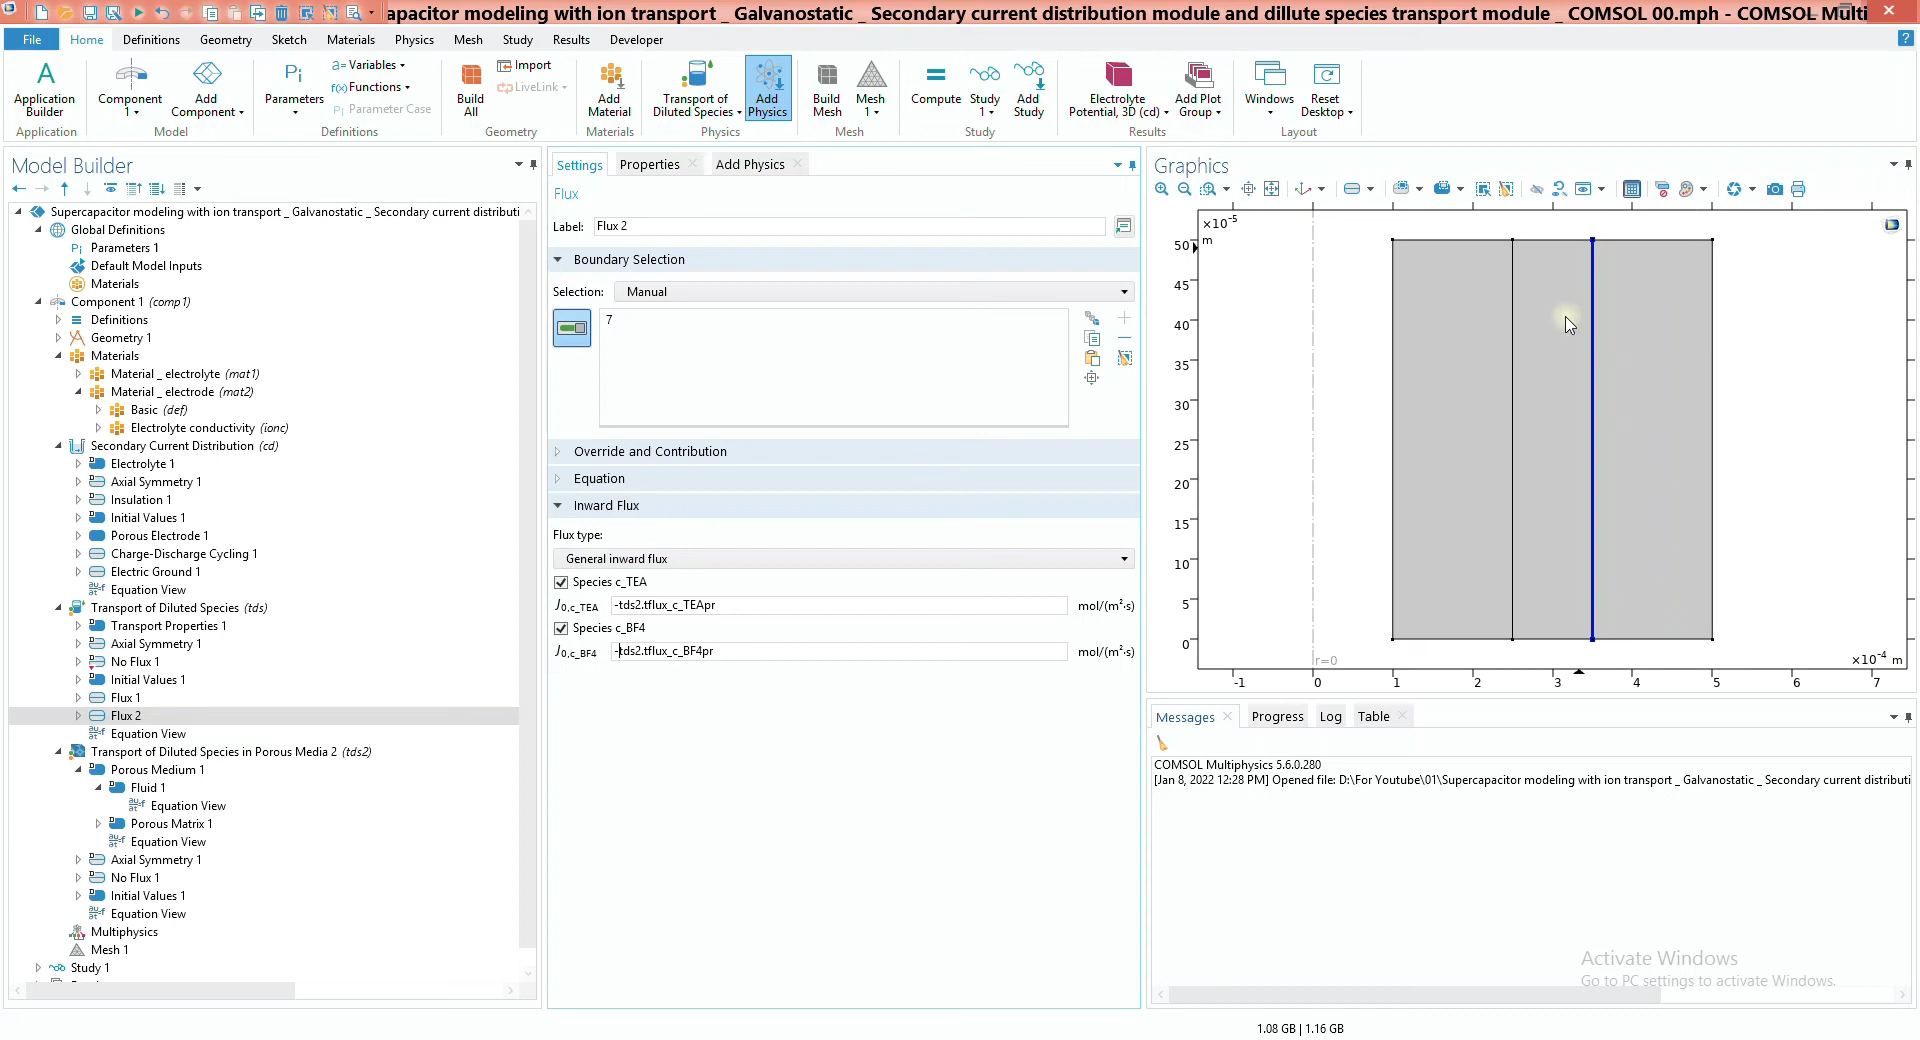 apacitor modeling with ion transport _ Galvanostatic _ Secondary current distribution module and dillute species transport module _ COMSOL 00.mph - COMSOL Multi
File Home Definitions Geometry Sketch Materials Physics Mesh Study Results Developer
Application Builder
Application
Component 1
Add Component
Model
Pi
Parameters
a= Variables
f(x) Functions
Pi Parameter Case
Definitions
Build All
Import
LiveLink
Geometry
Add Material
Materials
Transport of Diluted Species
Add Physics
Physics
Build Mesh
Mesh 1
Mesh
Compute
Study 1
Add Study
Study
Electrolyte Potential, 3D (cd)
Add Plot Group
Results
Windows
Reset Desktop
Layout
Model Builder
Supercapacitor modeling with ion transport _ Galvanostatic _ Secondary current distributi
Global Definitions
Pi Parameters 1
Default Model Inputs
Materials
Component 1 (comp1)
Definitions
Geometry 1
Materials
Material _ electrolyte (mat1)
Material _ electrode (mat2)
Basic (def)
Electrolyte conductivity (ionc)
Secondary Current Distribution (cd)
Electrolyte 1
Axial Symmetry 1
Insulation 1
Initial Values 1
Porous Electrode 1
Charge-Discharge Cycling 1
Electric Ground 1
Equation View
Transport of Diluted Species (tds)
Transport Properties 1
Axial Symmetry 1
No Flux 1
Initial Values 1
Flux 1
Flux 2
Equation View
Transport of Diluted Species in Porous Media 2 (tds2)
Porous Medium 1
Fluid 1
Equation View
Porous Matrix 1
Equation View
Axial Symmetry 1
No Flux 1
Initial Values 1
Equation View
Multiphysics
Mesh 1
Study 1
Settings Properties Add Physics
Flux
Label: Flux 2
Boundary Selection
Selection: Manual
7
Override and Contribution
Equation
Inward Flux
Flux type:
General inward flux
Species c_TEA
J0,c_TEA -tds2.tflux_c_TEApr mol/(m²·s)
Species c_BF4
J0,c_BF4 -tds2.tflux_c_BF4pr mol/(m²·s)
Graphics
×10⁻⁵
m
50
45
40
35
30
25
20
15
10
5
0
r=0
×10⁻⁴ m
-1 0 1 2 3 4 5 6 7
Messages Progress Log Table
COMSOL Multiphysics 5.6.0.280
[Jan 8, 2022 12:28 PM] Opened file: D:\For Youtube\01\Supercapacitor modeling with ion transport _ Galvanostatic _ Secondary current distributi
Activate Windows
Go to PC settings to activate Windows.
1.08 GB | 1.16 GB